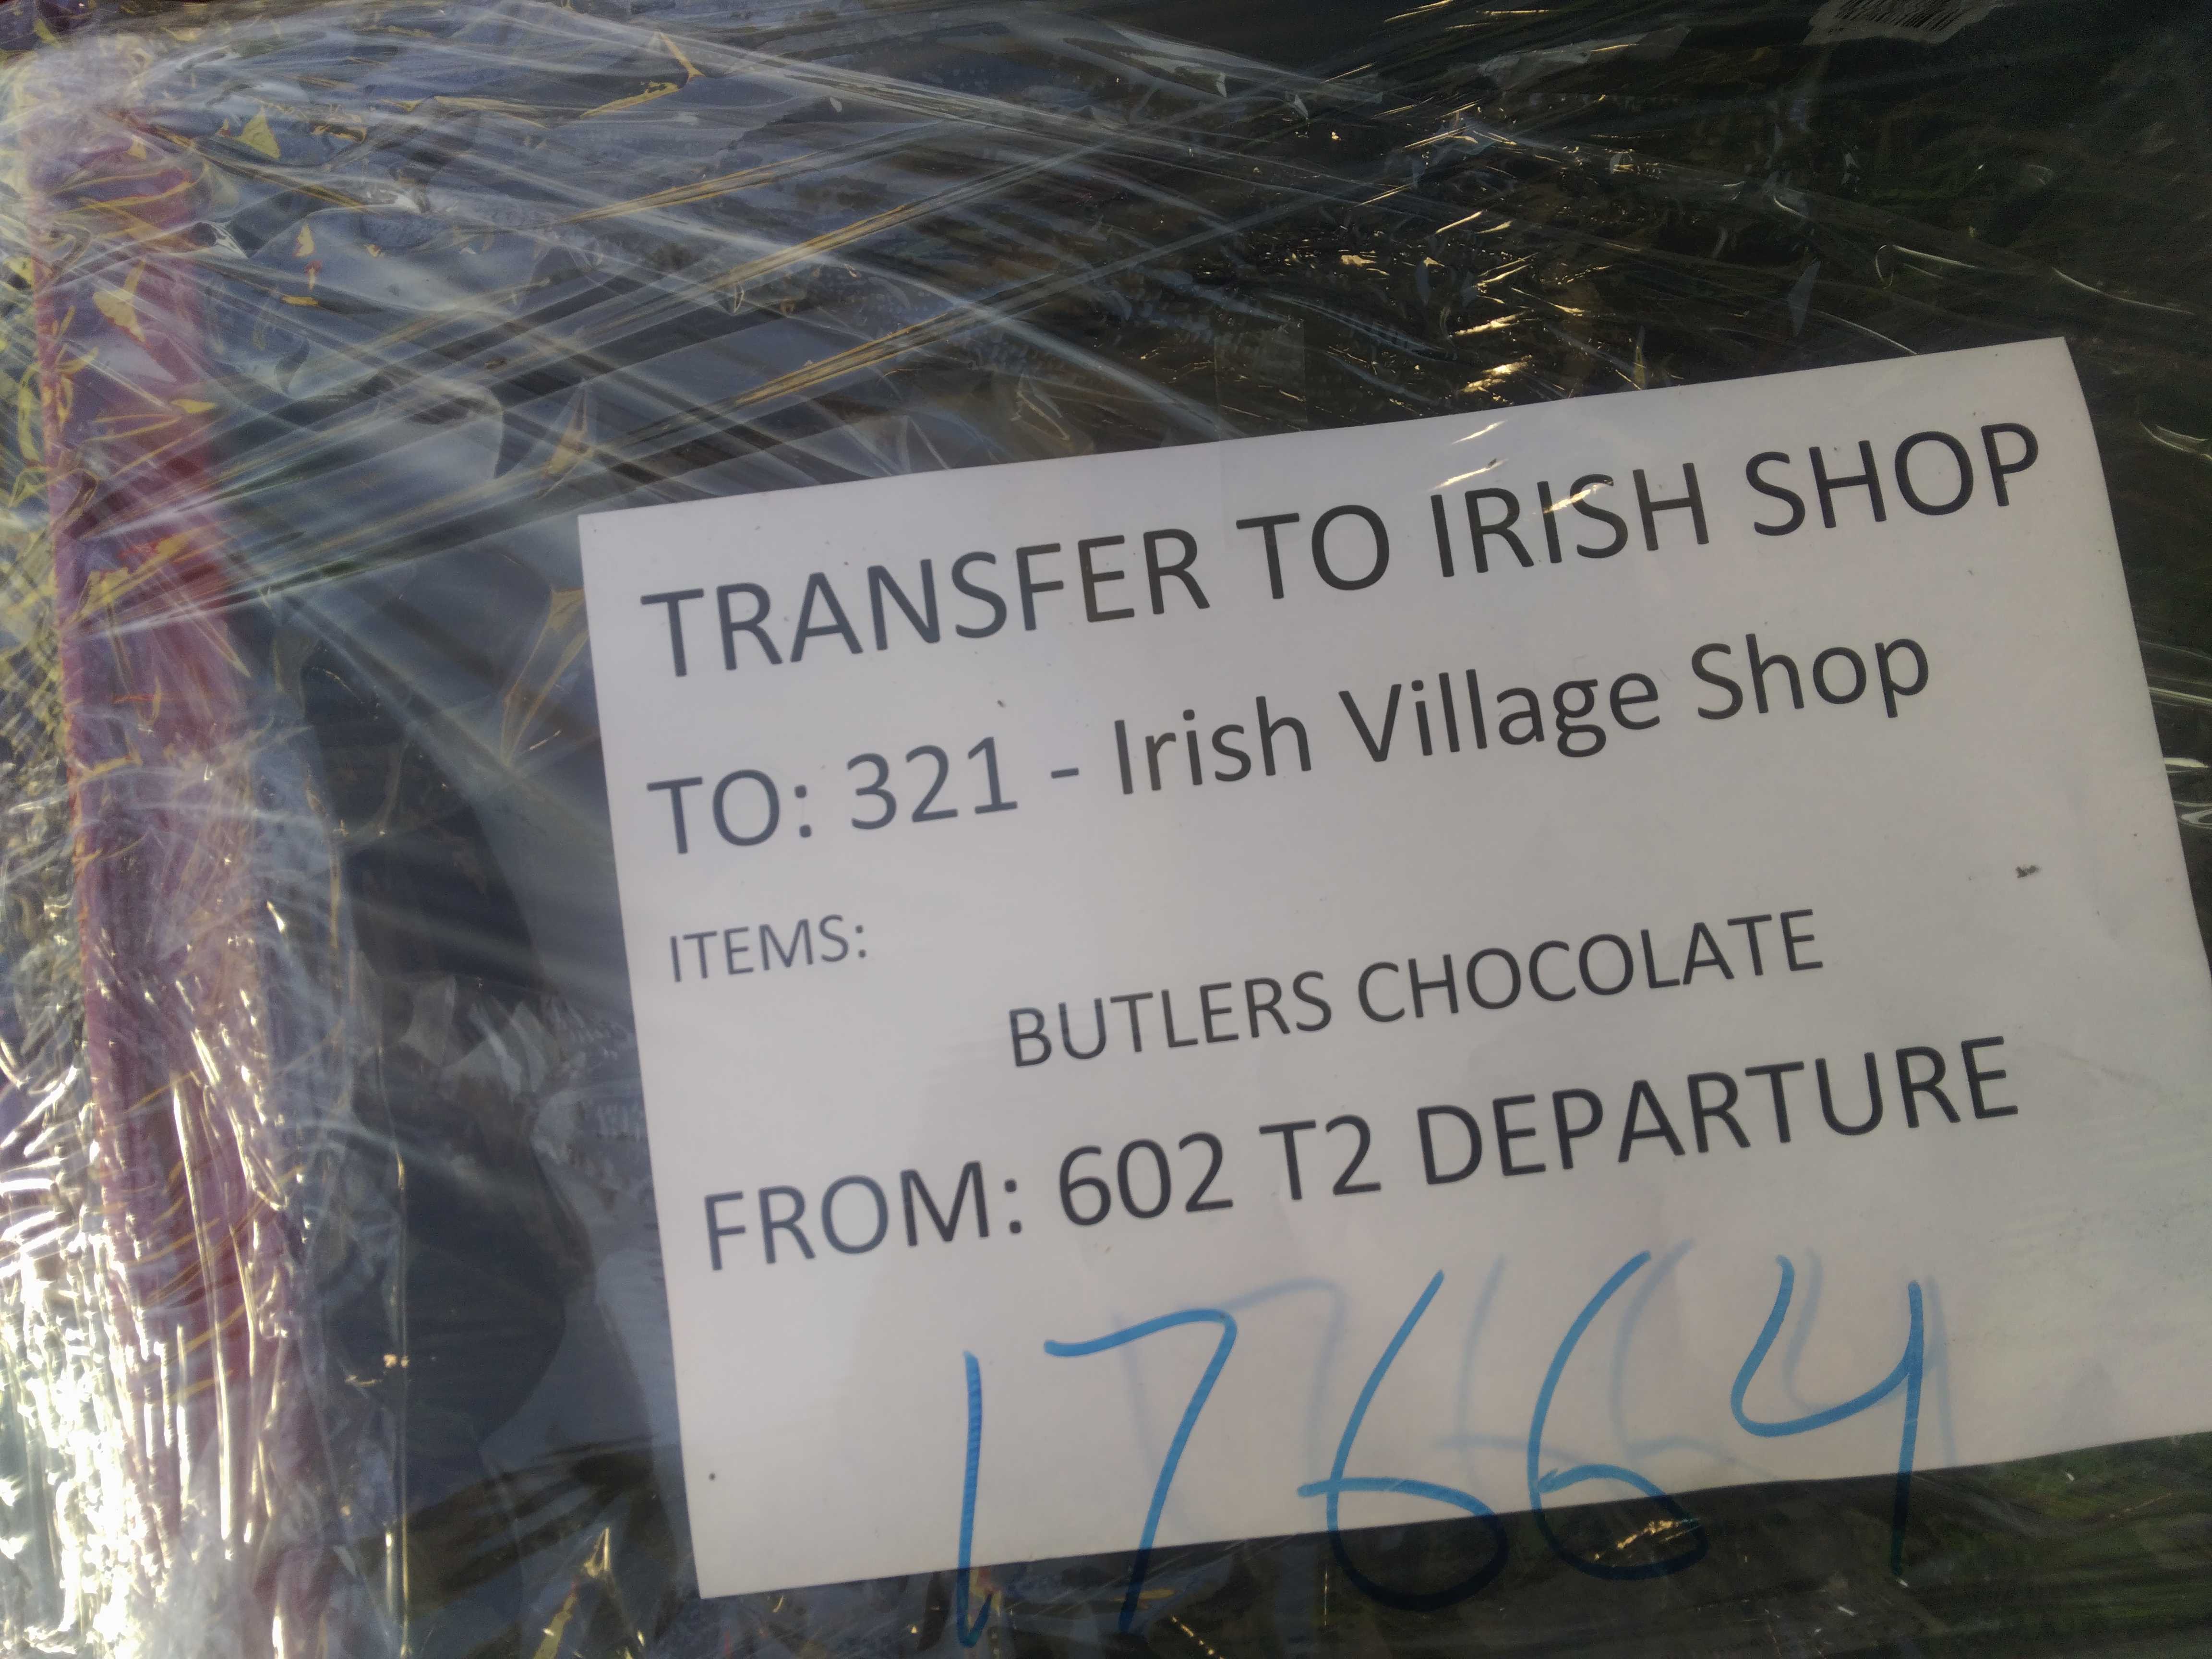 TRANSFER TO IRISH SHOP
TO: 321 - Irish Village Shop
ITEMS:
BUTLERS CHOCOLATE
FROM: 602 T2 DEPARTURE
17664